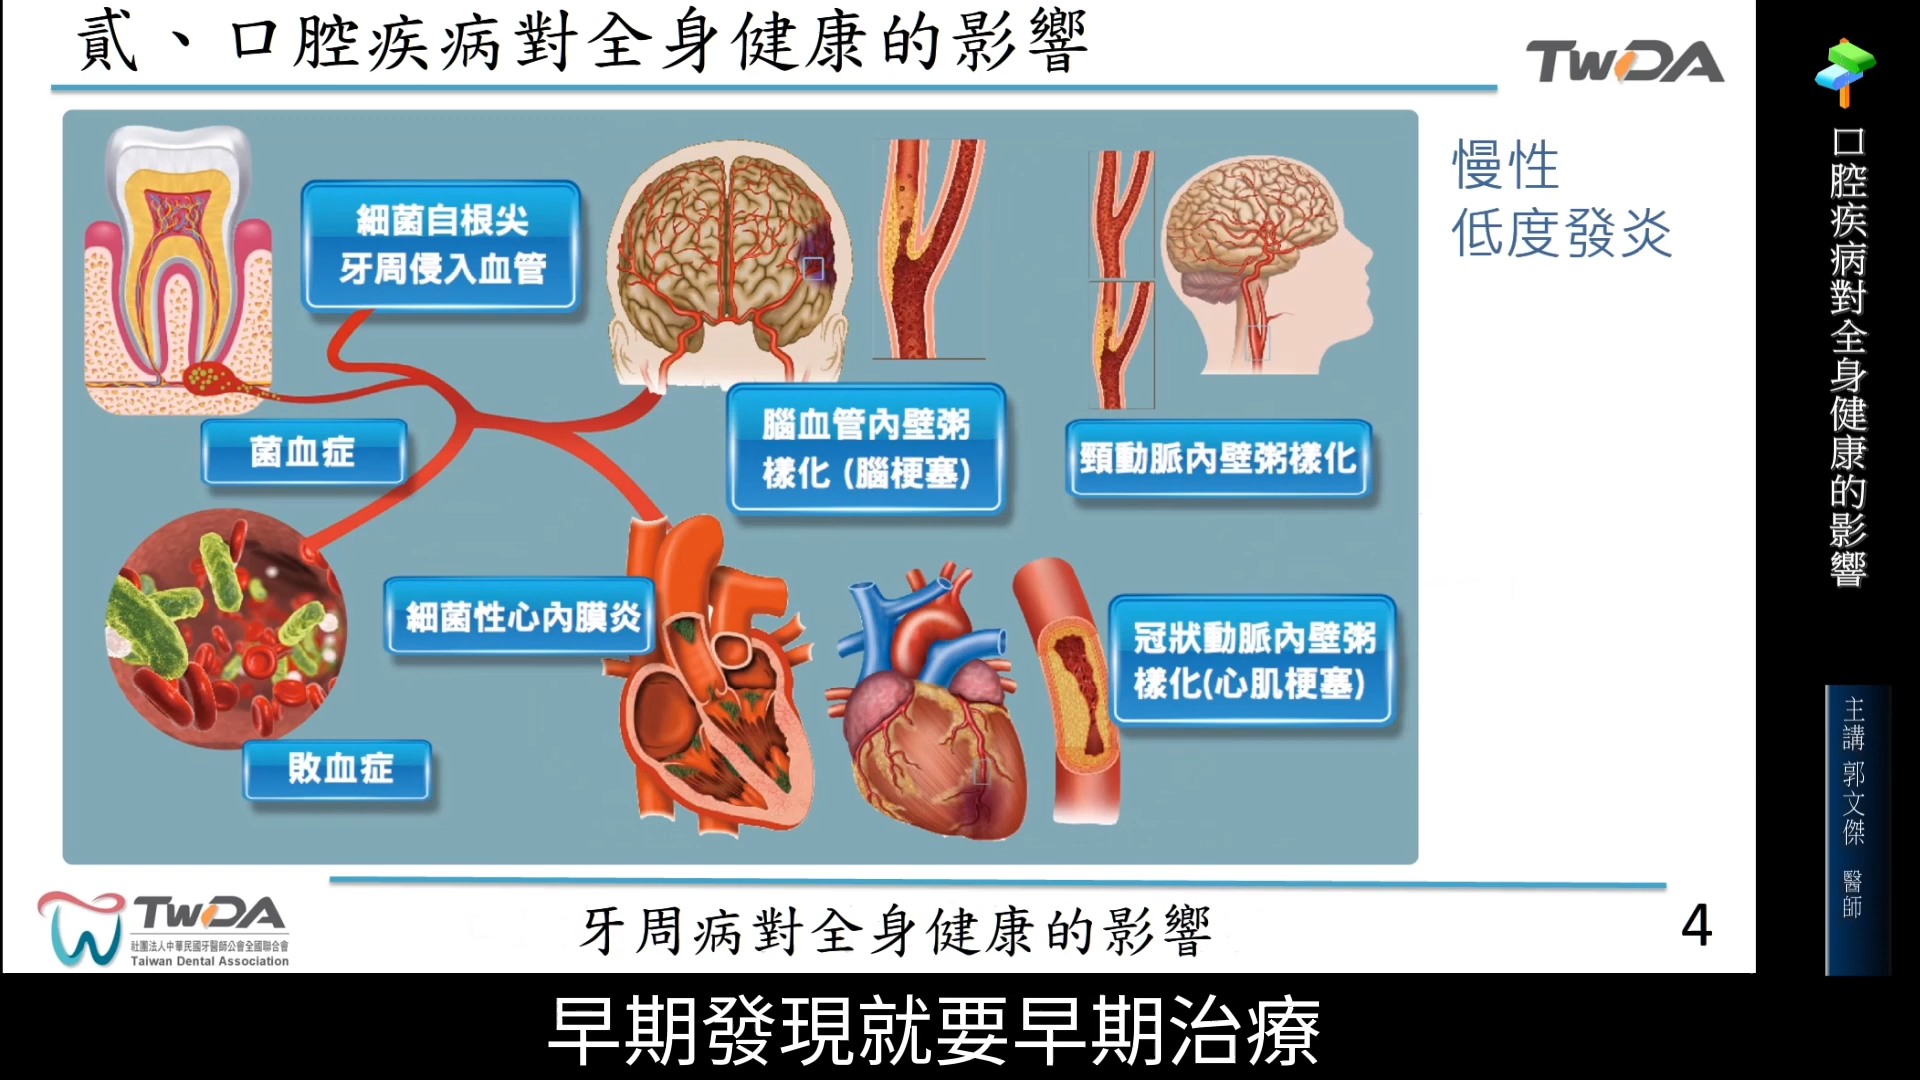 貳、口腔疾病對全身健康的影響
TwDA
慢性
低度發炎
細菌自根尖
牙周侵入血管
菌血症
腦血管內壁粥
樣化 (腦梗塞)
頸動脈內壁粥樣化
細菌性心內膜炎
冠狀動脈內壁粥
樣化(心肌梗塞)
敗血症
TwDA
社團法人中華民國牙醫師公會全國聯合會
Taiwan Dental Association
牙周病對全身健康的影響
4
口腔疾病對全身健康的影響
主講 郭文傑 醫師
早期發現就要早期治療